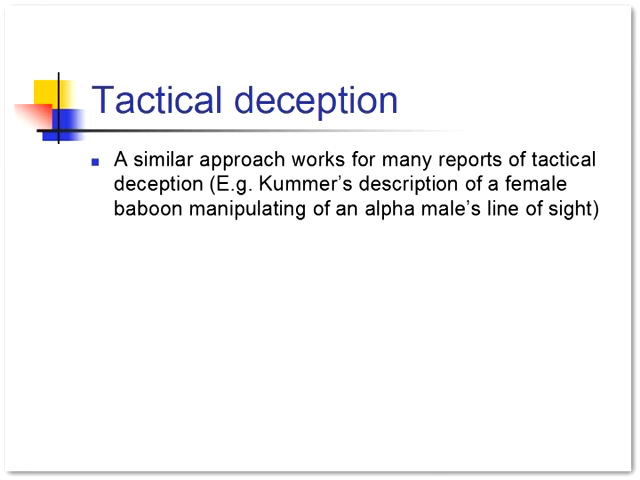 Tactical deception
A similar approach works for many reports of tactical
deception (E.g. Kummer's description of a female
baboon manipulating of an alpha male's line of sight)